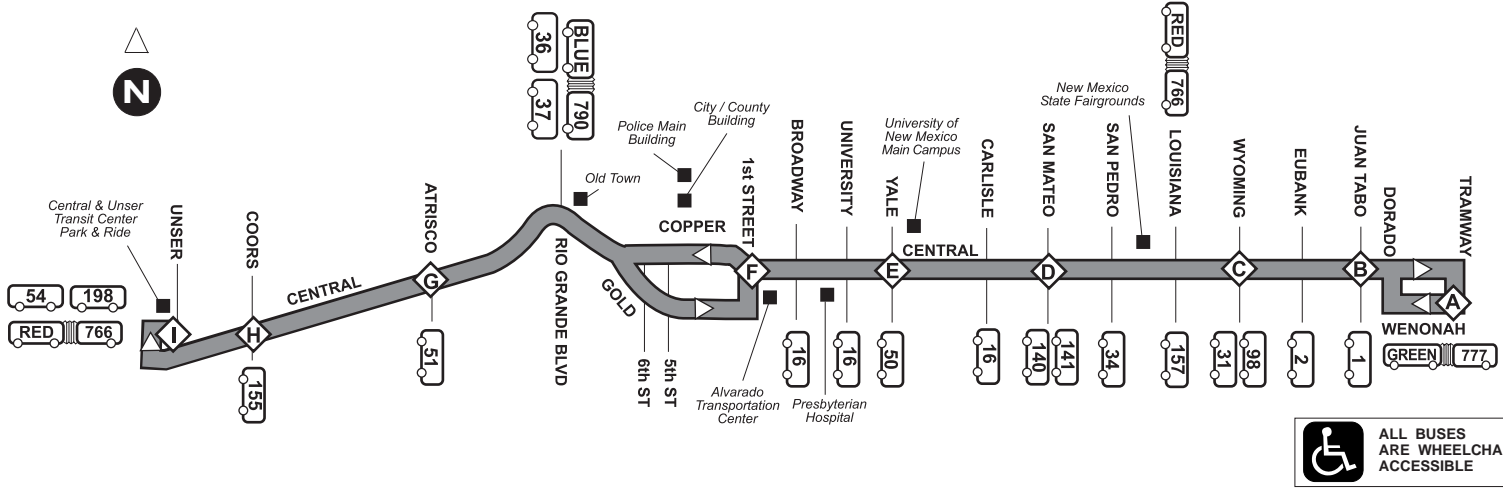 N
Central & Unser
Transit Center
Park & Ride
UNSER
54
198
RED
766
I
COORS
H
155
CENTRAL
ATRISCO
G
51
36
37
BLUE
790
RIO GRANDE BLVD
Old Town
Police Main
Building
City / County
Building
COPPER
GOLD
6th ST
5th ST
1st STREET
F
Alvarado
Transportation
Center
BROADWAY
16
Presbyterian
Hospital
UNIVERSITY
16
YALE
E
50
University of
New Mexico
Main Campus
CENTRAL
CARLISLE
16
SAN MATEO
D
140
141
SAN PEDRO
34
New Mexico
State Fairgrounds
RED
766
LOUISIANA
157
WYOMING
C
31
98
EUBANK
2
JUAN TABO
B
1
DORADO
TRAMWAY
A
WENONAH
GREEN
777
ALL BUSES
ARE WHEELCHA
ACCESSIBLE